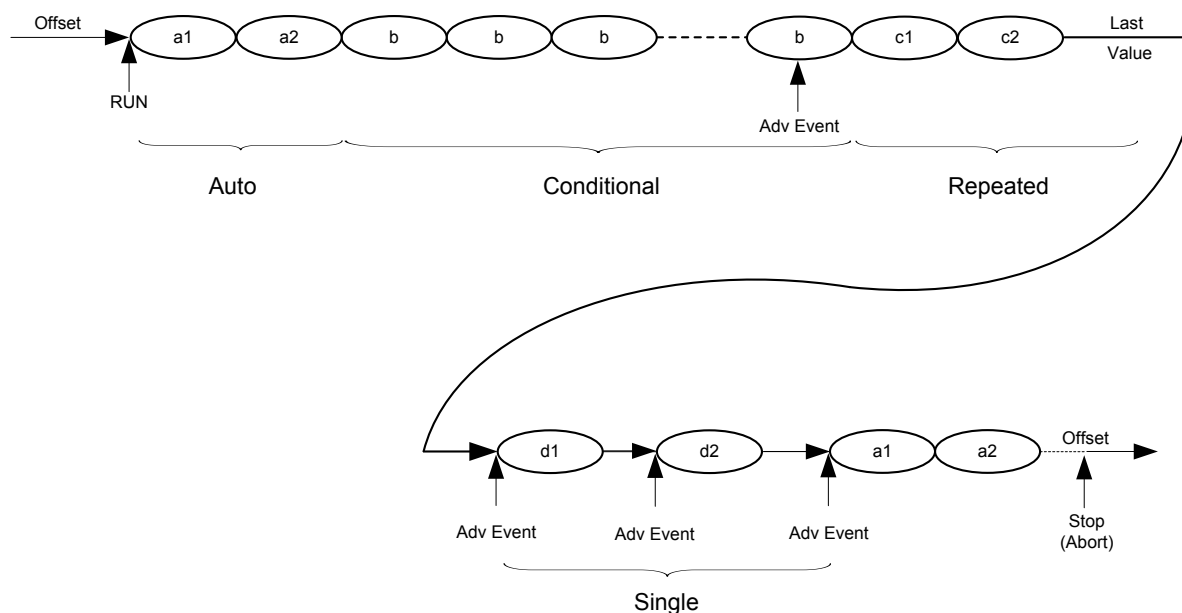 Offset
a1
a2
b
b
b
b
c1
c2
Last
Value
RUN
Adv Event
Auto
Conditional
Repeated
d1
d2
a1
a2
Offset
Adv Event
Adv Event
Adv Event
Stop
(Abort)
Single